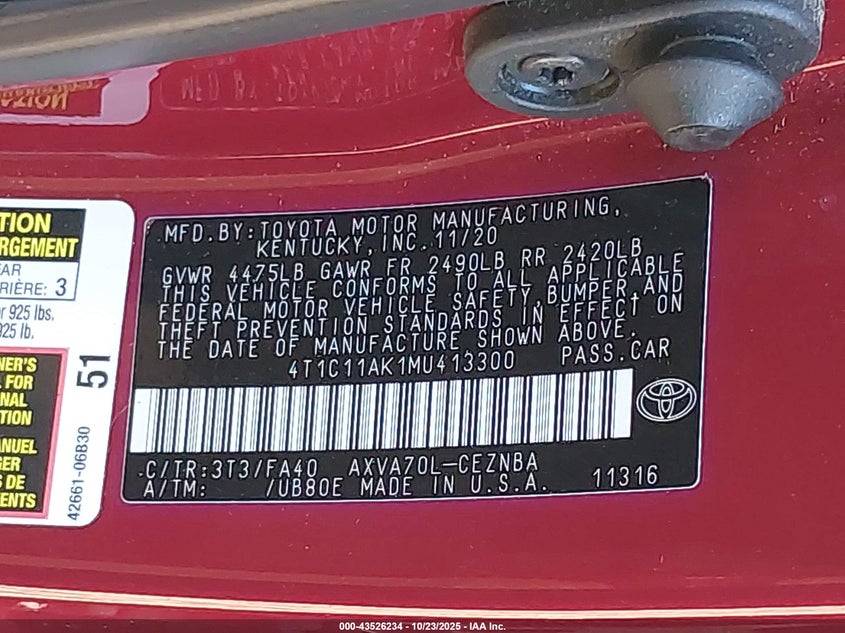 MFD. BY: TOYOTA MOTOR MANUFACTURING,
KENTUCKY, INC. 11/20
GVWR 4475LB GAWR FR 2490LB RR 2420LB
THIS VEHICLE CONFORMS TO ALL APPLICABLE
FEDERAL MOTOR VEHICLE SAFETY, BUMPER AND
THEFT PREVENTION STANDARDS IN EFFECT ON
THE DATE OF MANUFACTURE SHOWN ABOVE.
4T1C11AK1MU413300 PASS.CAR
C/TR:3T3/FA40 AXVA70L-CEZNBA
A/TM: /UB80E MADE IN U.S.A. 11316
3
925 lbs.
925 lb.
51
42661-06B30
FOR
DE
000-43526234 - 10/23/2025 - IAA Inc.